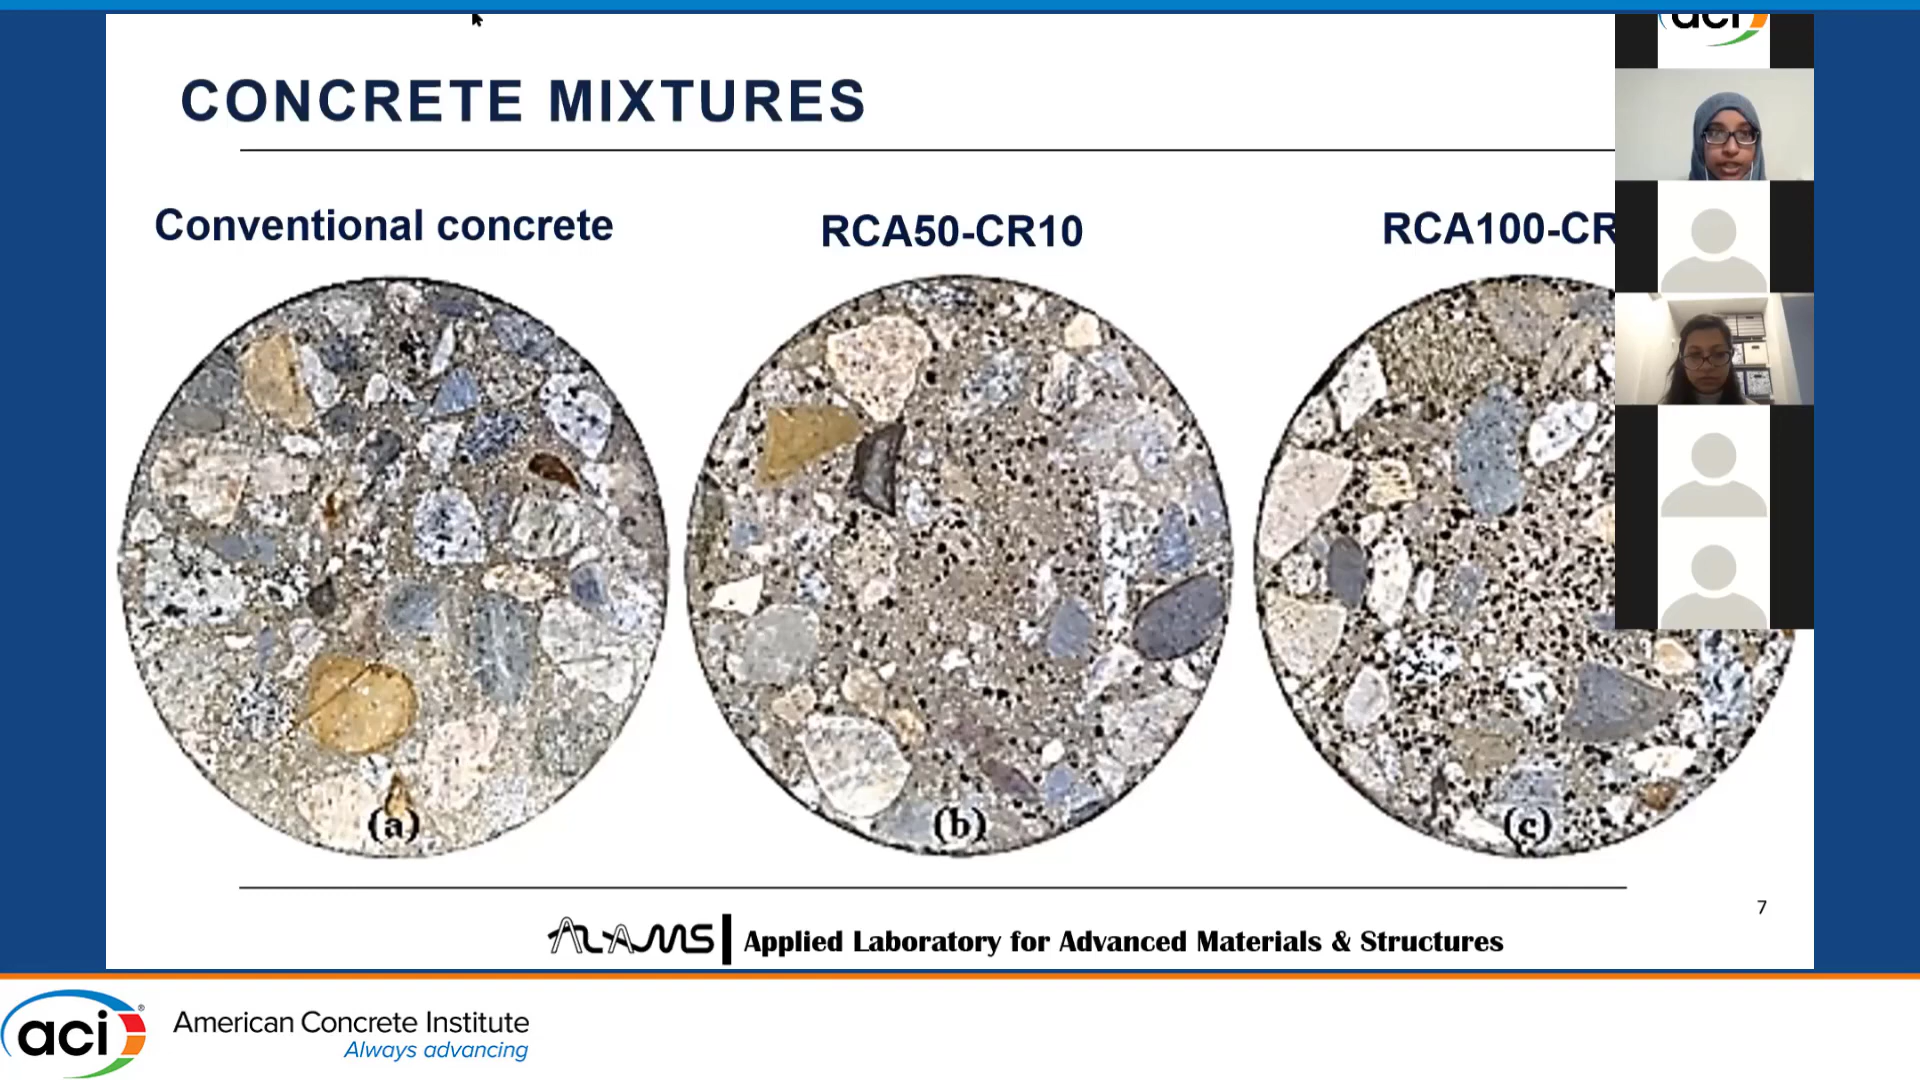 CONCRETE MIXTURES
Conventional concrete
RCA50-CR10
RCA100-CR
(a)
(b)
(c)
7
ALAMS
Applied Laboratory for Advanced Materials & Structures
aci
aci®
American Concrete Institute
Always advancing